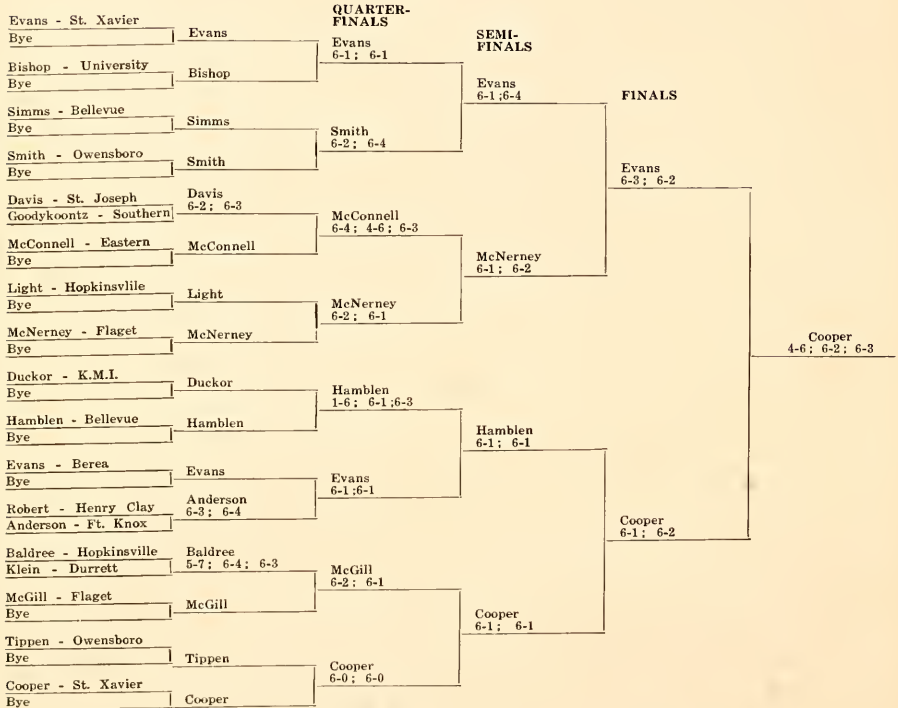 Evans - St. Xavier
Bye
Bishop - University
Bye
Simms - Bellevue
Bye
Smith - Owensboro
Bye
Davis - St. Joseph
Goodykoontz - Southern
McConnell - Eastern
Bye
Light - Hopkinsvlile
Bye
McNerney - Flaget
Bye
Duckor - K.M.I.
Bye
Hamblen - Bellevue
Bye
Evans - Berea
Bye
Robert - Henry Clay
Anderson - Ft. Knox
Baldree - Hopkinsville
Klein - Durrett
McGill - Flaget
Bye
Tippen - Owensboro
Bye
Cooper - St. Xavier
Bye
Evans
Bishop
Simms
Smith
Davis
6-2; 6-3
McConnell
Light
McNerney
Duckor
Hamblen
Evans
Anderson
6-3; 6-4
Baldree
5-7; 6-4; 6-3
McGill
Tippen
Cooper
QUARTER-
FINALS
Evans
6-1; 6-1
Smith
6-2; 6-4
McConnell
6-4; 4-6; 6-3
McNerney
6-2; 6-1
Hamblen
1-6; 6-1;6-3
Evans
6-1;6-1
McGill
6-2; 6-1
Cooper
6-0; 6-0
SEMI-
FINALS
Evans
6-1;6-4
McNerney
6-1; 6-2
Hamblen
6-1; 6-1
Cooper
6-1; 6-1
FINALS
Evans
6-3; 6-2
Cooper
6-1; 6-2
Cooper
4-6; 6-2; 6-3